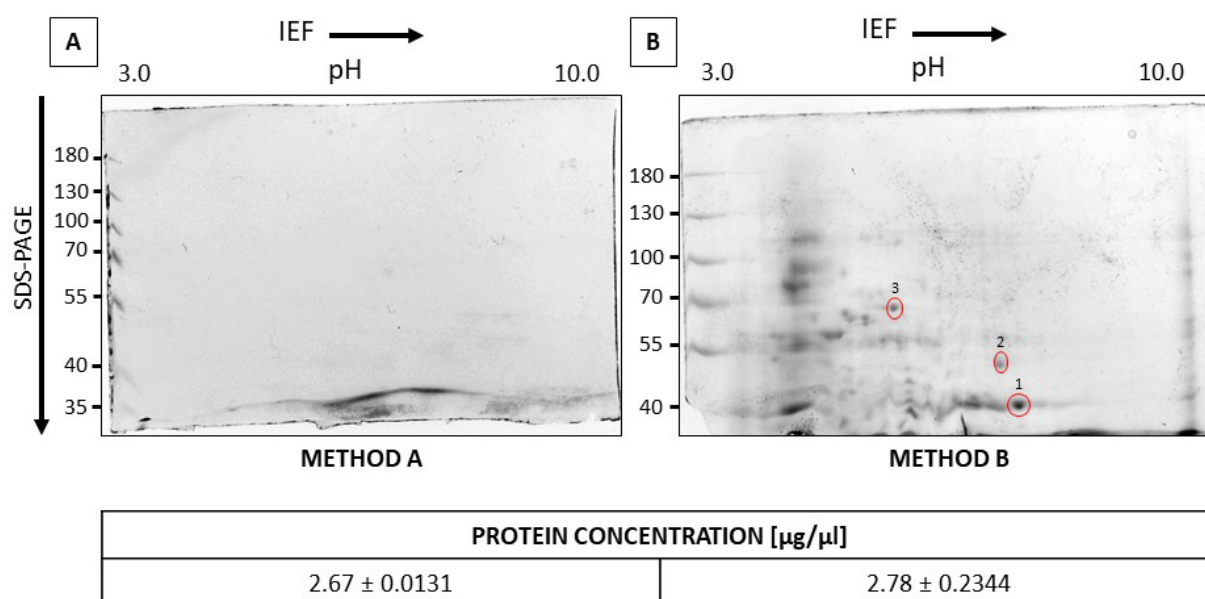 A
IEF
3.0 pH 10.0
SDS-PAGE
180
130
100
70
55
40
35
METHOD A
B
IEF
3.0 pH 10.0
180
130
100
70
55
40
3
2
1
METHOD B
PROTEIN CONCENTRATION [µg/µl]
2.67 ± 0.0131 2.78 ± 0.2344